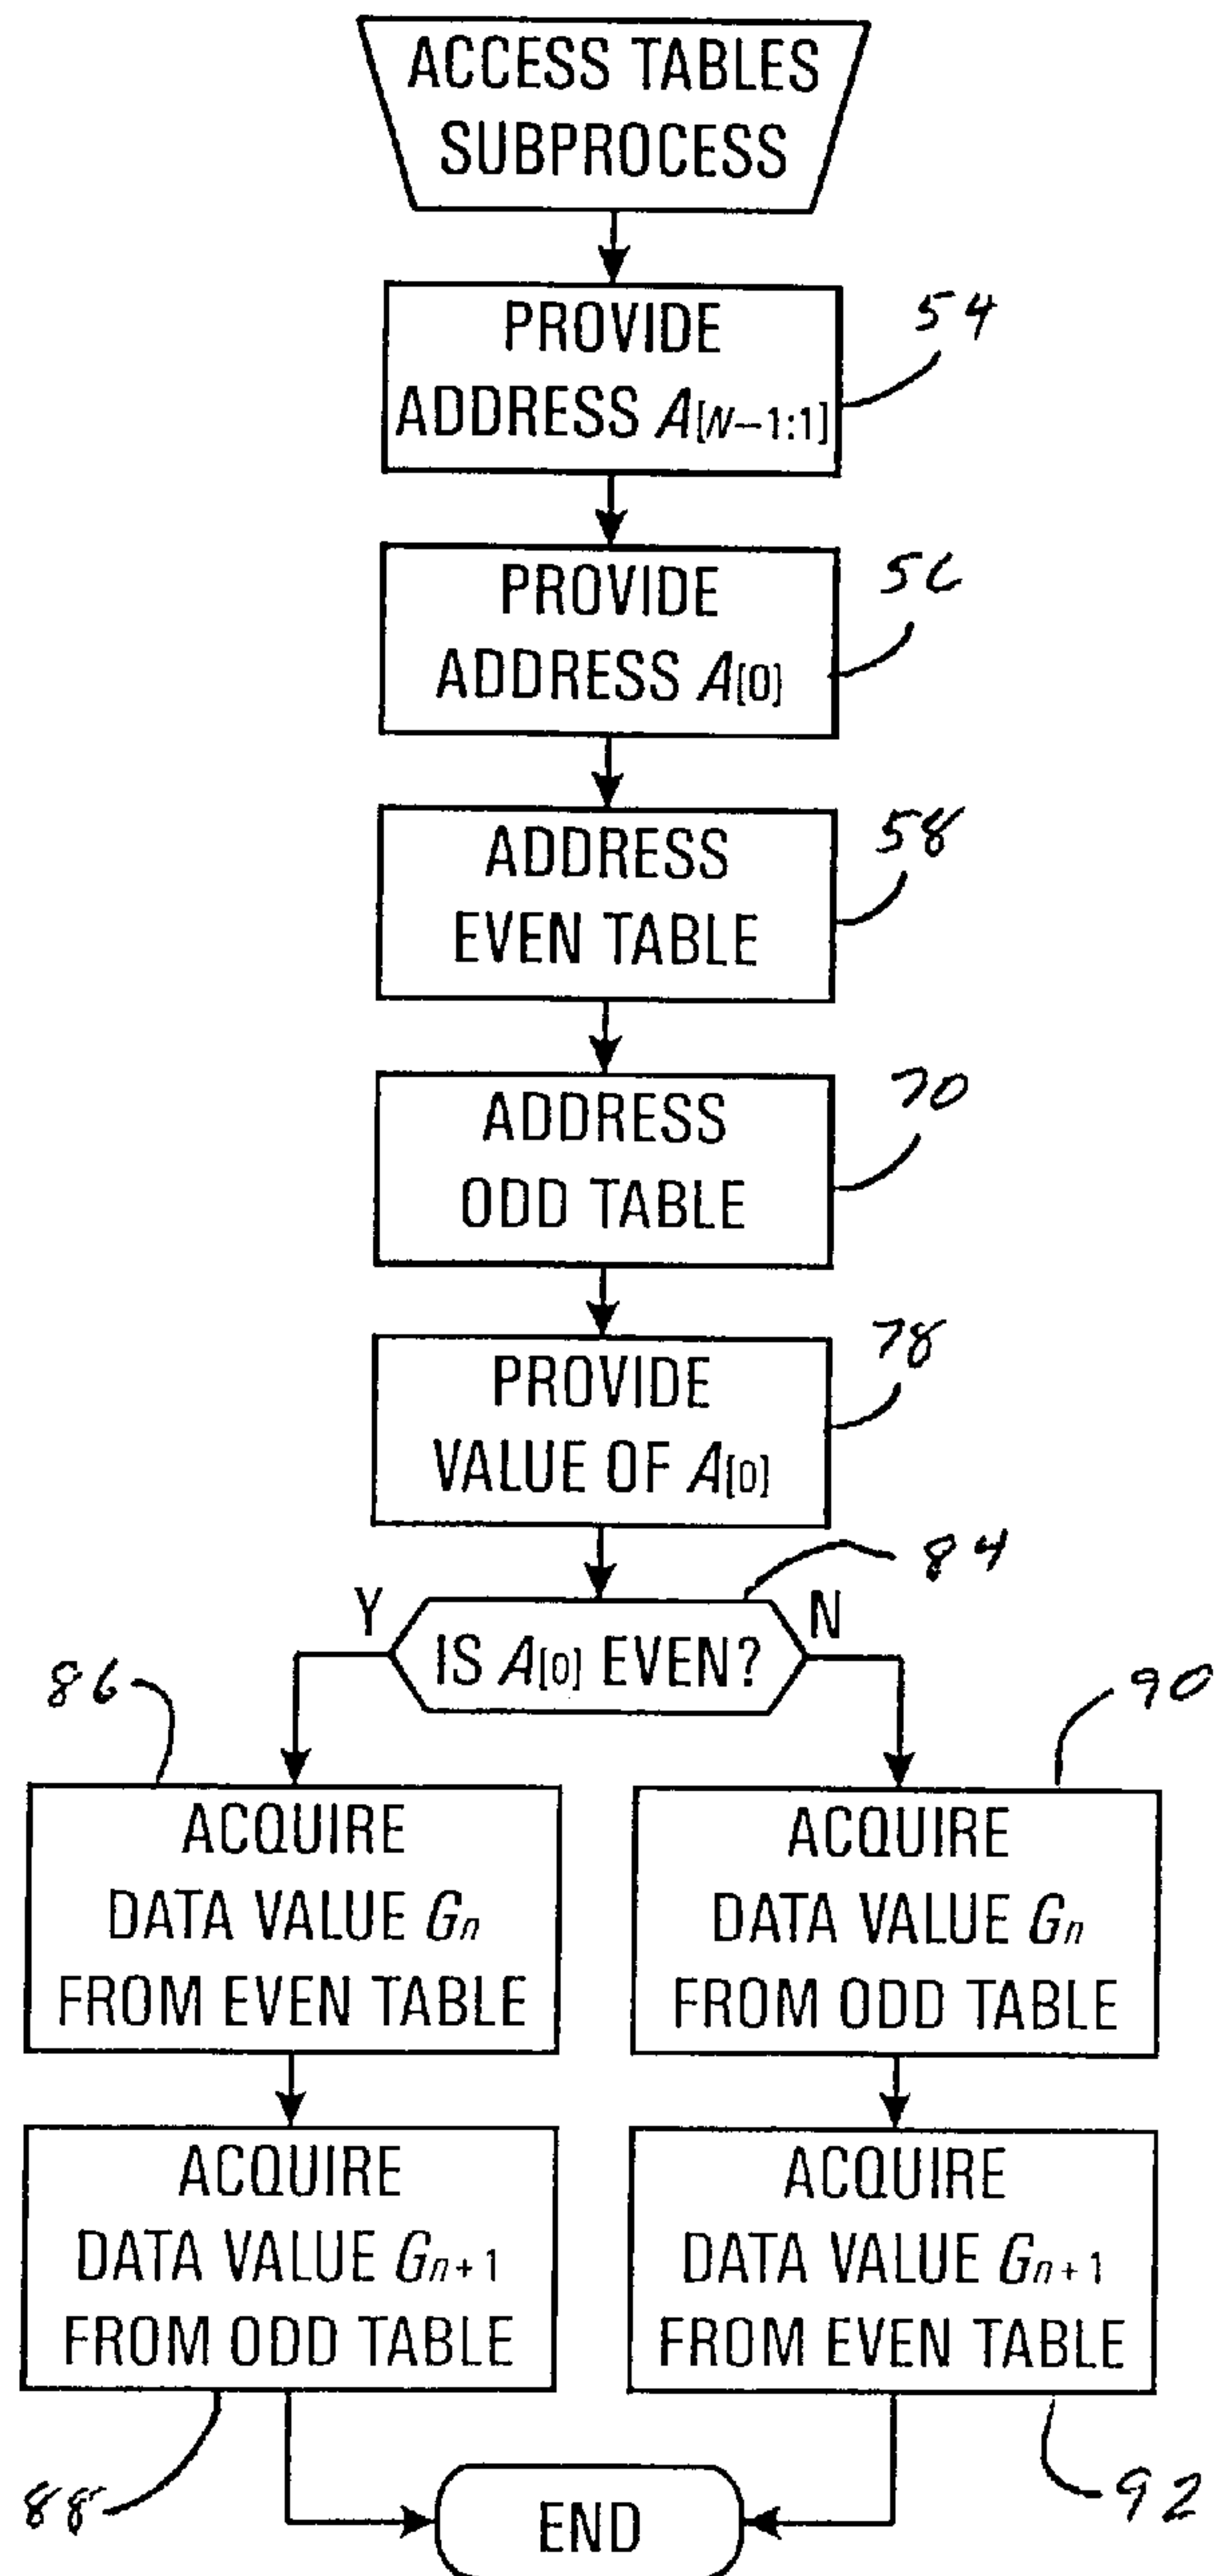 ACCESS TABLES
SUBPROCESS
PROVIDE
ADDRESS A[N-1:1]
54
PROVIDE
ADDRESS A[0]
56
ADDRESS
EVEN TABLE
58
ADDRESS
ODD TABLE
70
PROVIDE
VALUE OF A[0]
78
84
Y
IS A[0] EVEN?
N
86
90
ACQUIRE
DATA VALUE Gn
FROM EVEN TABLE
ACQUIRE
DATA VALUE Gn
FROM ODD TABLE
ACQUIRE
DATA VALUE Gn+1
FROM ODD TABLE
ACQUIRE
DATA VALUE Gn+1
FROM EVEN TABLE
88
END
92